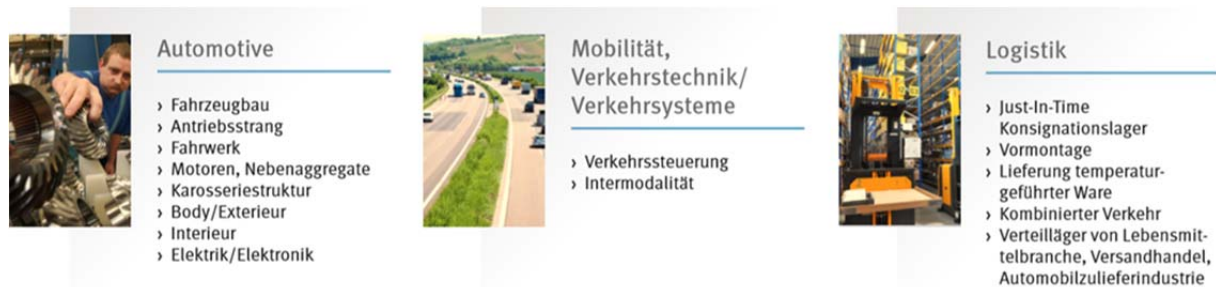 Automotive
› Fahrzeugbau
› Antriebsstrang
› Fahrwerk
› Motoren, Nebenaggregate
› Karosseriestruktur
› Body/Exterieur
› Interieur
› Elektrik/Elektronik
Mobilität,
Verkehrstechnik/
Verkehrsysteme
› Verkehrssteuerung
› Intermodalität
Logistik
› Just-In-Time
Konsignationslager
› Vormontage
› Lieferung temperatur-
geführter Ware
› Kombinierter Verkehr
› Verteilläger von Lebensmit-
telbranche, Versandhandel,
Automobilzulieferindustrie